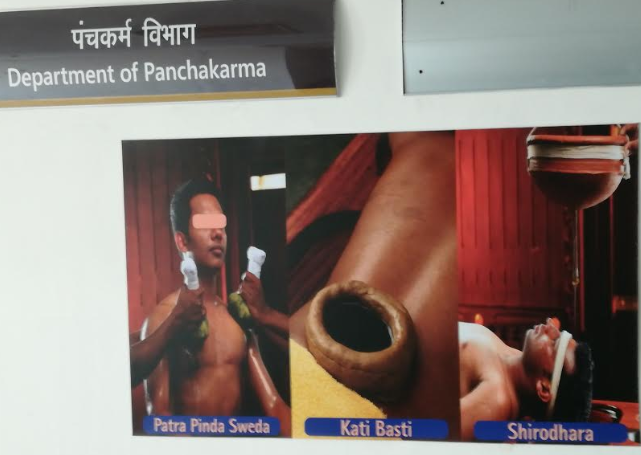 पंचकर्म विभाग
Department of Panchakarma
Patra Pinda Sweda
Kati Basti
Shirodhara